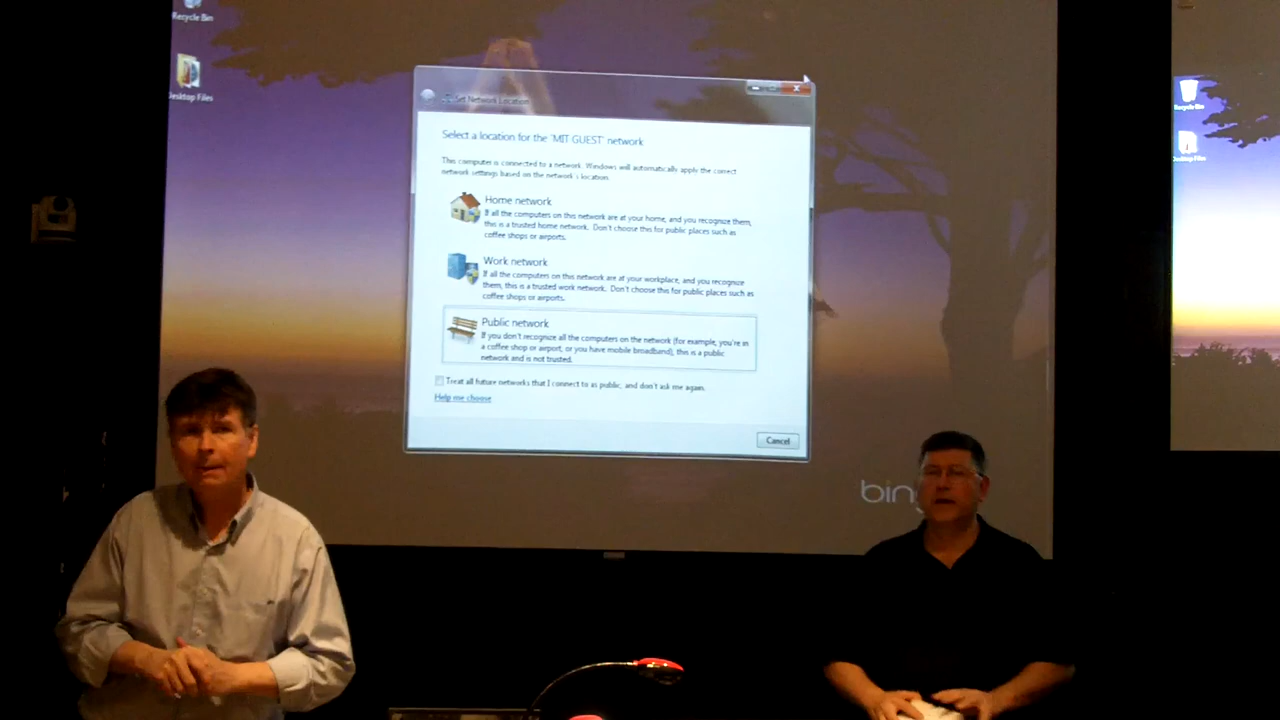 Recycle Bin
Desktop Files
Set Network Location
Select a location for the 'MIT GUEST' network
This computer is connected to a network. Windows will automatically apply the correct
network settings based on the network's location.
Home network
If all the computers on this network are at your home, and you recognize them,
this is a trusted home network. Don't choose this for public places such as
coffee shops or airports.
Work network
If all the computers on this network are at your workplace, and you recognize
them, this is a trusted work network. Don't choose this for public places such as
coffee shops or airports.
Public network
If you don't recognize all the computers on the network (for example, you're in
a coffee shop or airport, or you have mobile broadband), this is a public
network and is not trusted.
Treat all future networks that I connect to as public, and don't ask me again.
Help me choose
Cancel
bing
Recycle Bin
Desktop Files